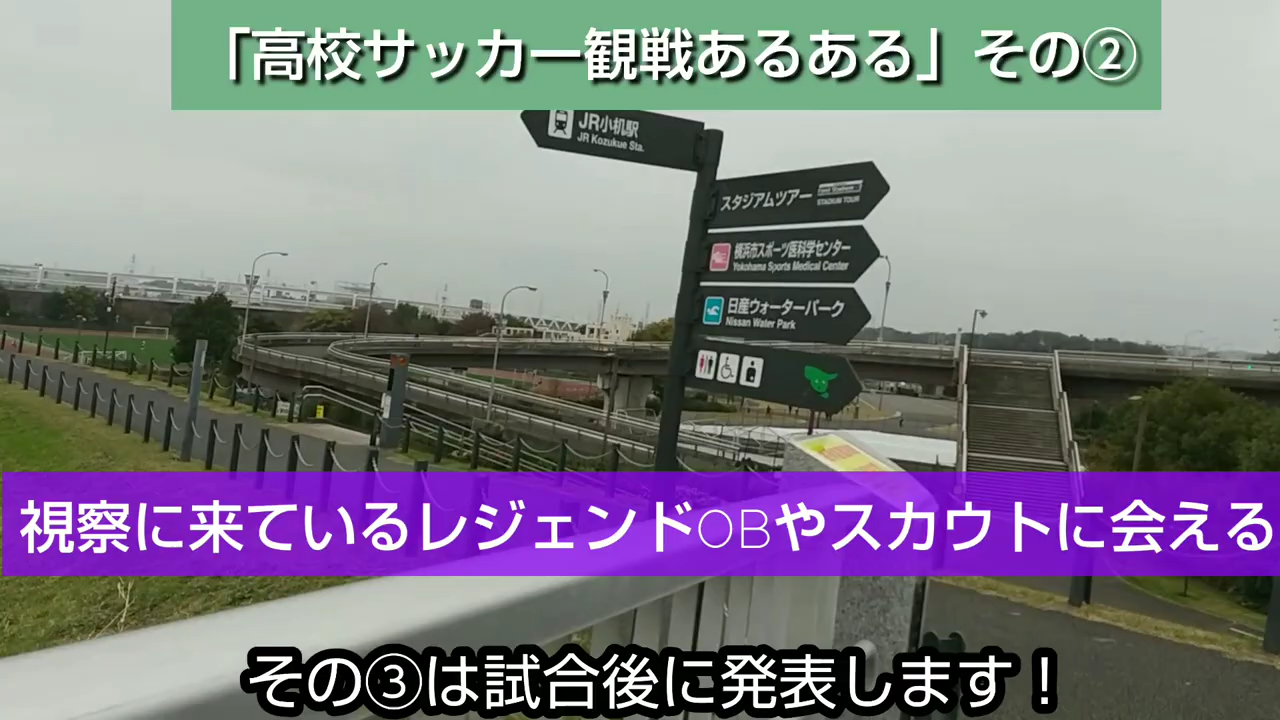 「高校サッカー観戦あるある」その②
JR小机駅
JR Kozukue Sta.
スタジアムツアー
STADIUM TOUR
横浜市スポーツ医科学センター
Yokohama Sports Medical Center
日産ウォーターパーク
Nissan Water Park
視察に来ているレジェンドOBやスカウトに会える
その③は試合後に発表します！